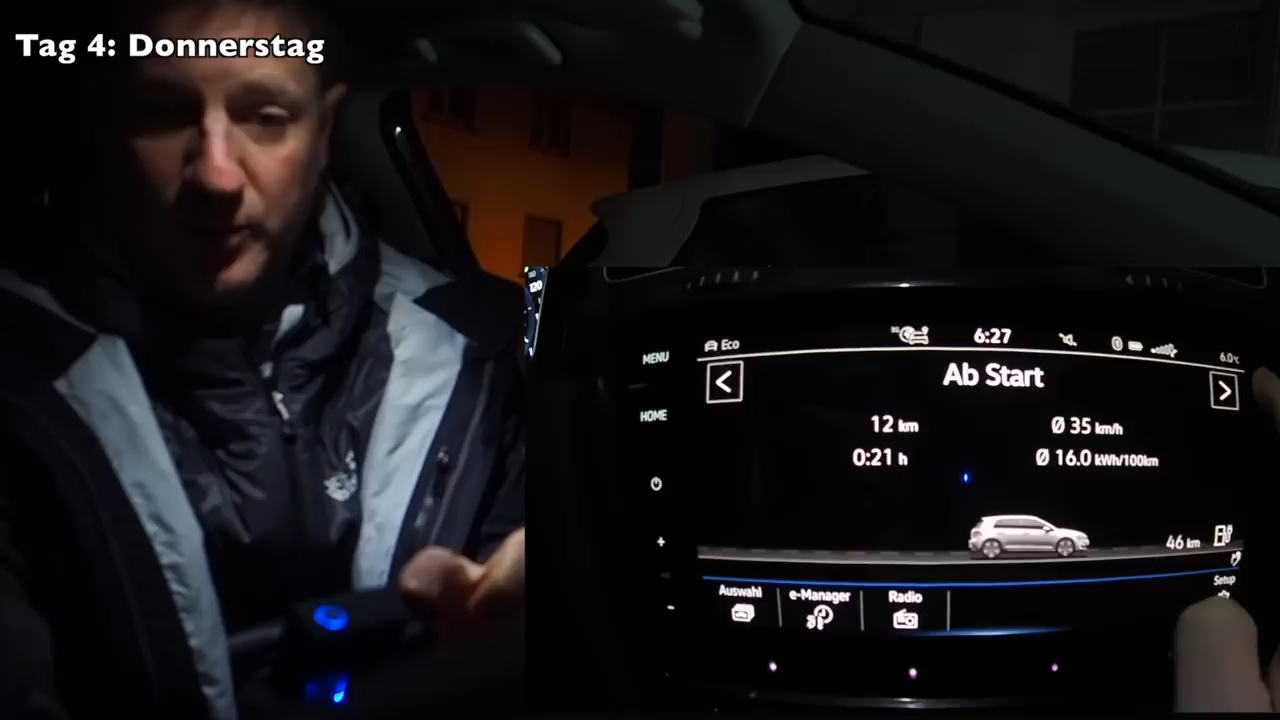 Tag 4: Donnerstag
120
MENU
HOME
Eco
6:27
6.0°C
Ab Start
12 km
Ø 35 km/h
0:21 h
Ø 16.0 kWh/100km
46 km
Setup
Auswahl
e-Manager
Radio